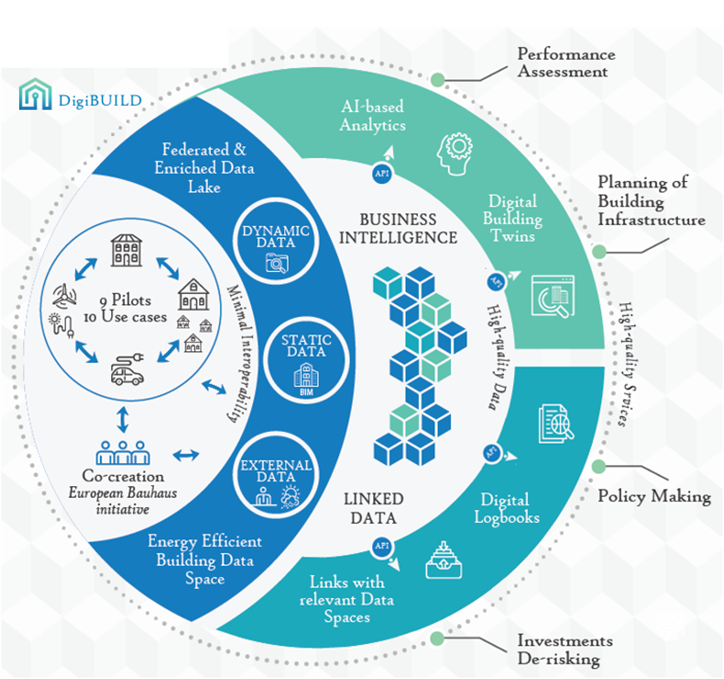 DigiBUILD
Performance
Assessment
AI-based
Analytics
Federated &
Enriched Data
Lake
API
Planning of
Building
Infrastructure
Digital
Building
Twins
BUSINESS
INTELLIGENCE
DYNAMIC
DATA
API
9 Pilots
10 Use cases
Minimal Interoperability
High-quality Data
High-quality Srvices
STATIC
DATA
BIM
API
EXTERNAL
DATA
Co-creation
European Bauhaus
initiative
LINKED
DATA
Digital
Logbooks
Policy Making
Energy Efficient
Building Data
Space
API
Links with
relevant Data
Spaces
Investments
De-risking